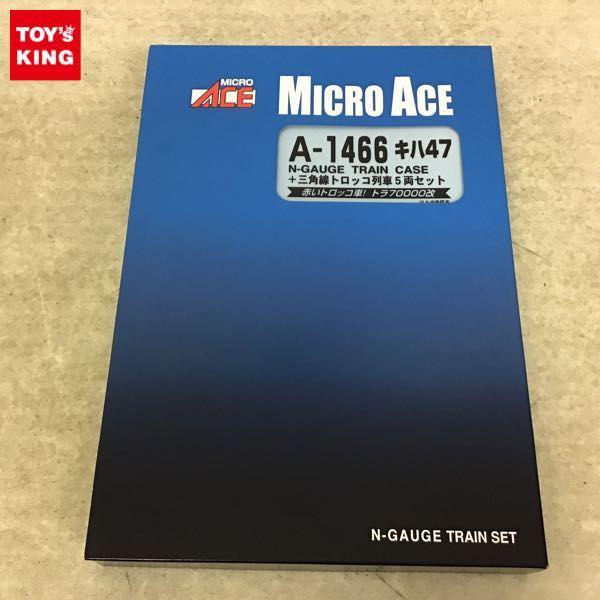 TOY'S
KING
MICRO
ACE
MICRO ACE
A-1466 キハ47
N-GAUGE TRAIN CASE
+三角線トロッコ列車5両セット
赤いトロッコ車! トラ70000改
N-GAUGE TRAIN SET